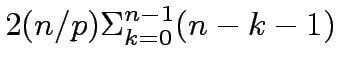 2(n/p)Σ_{k=0}^{n−1}(n − k − 1)